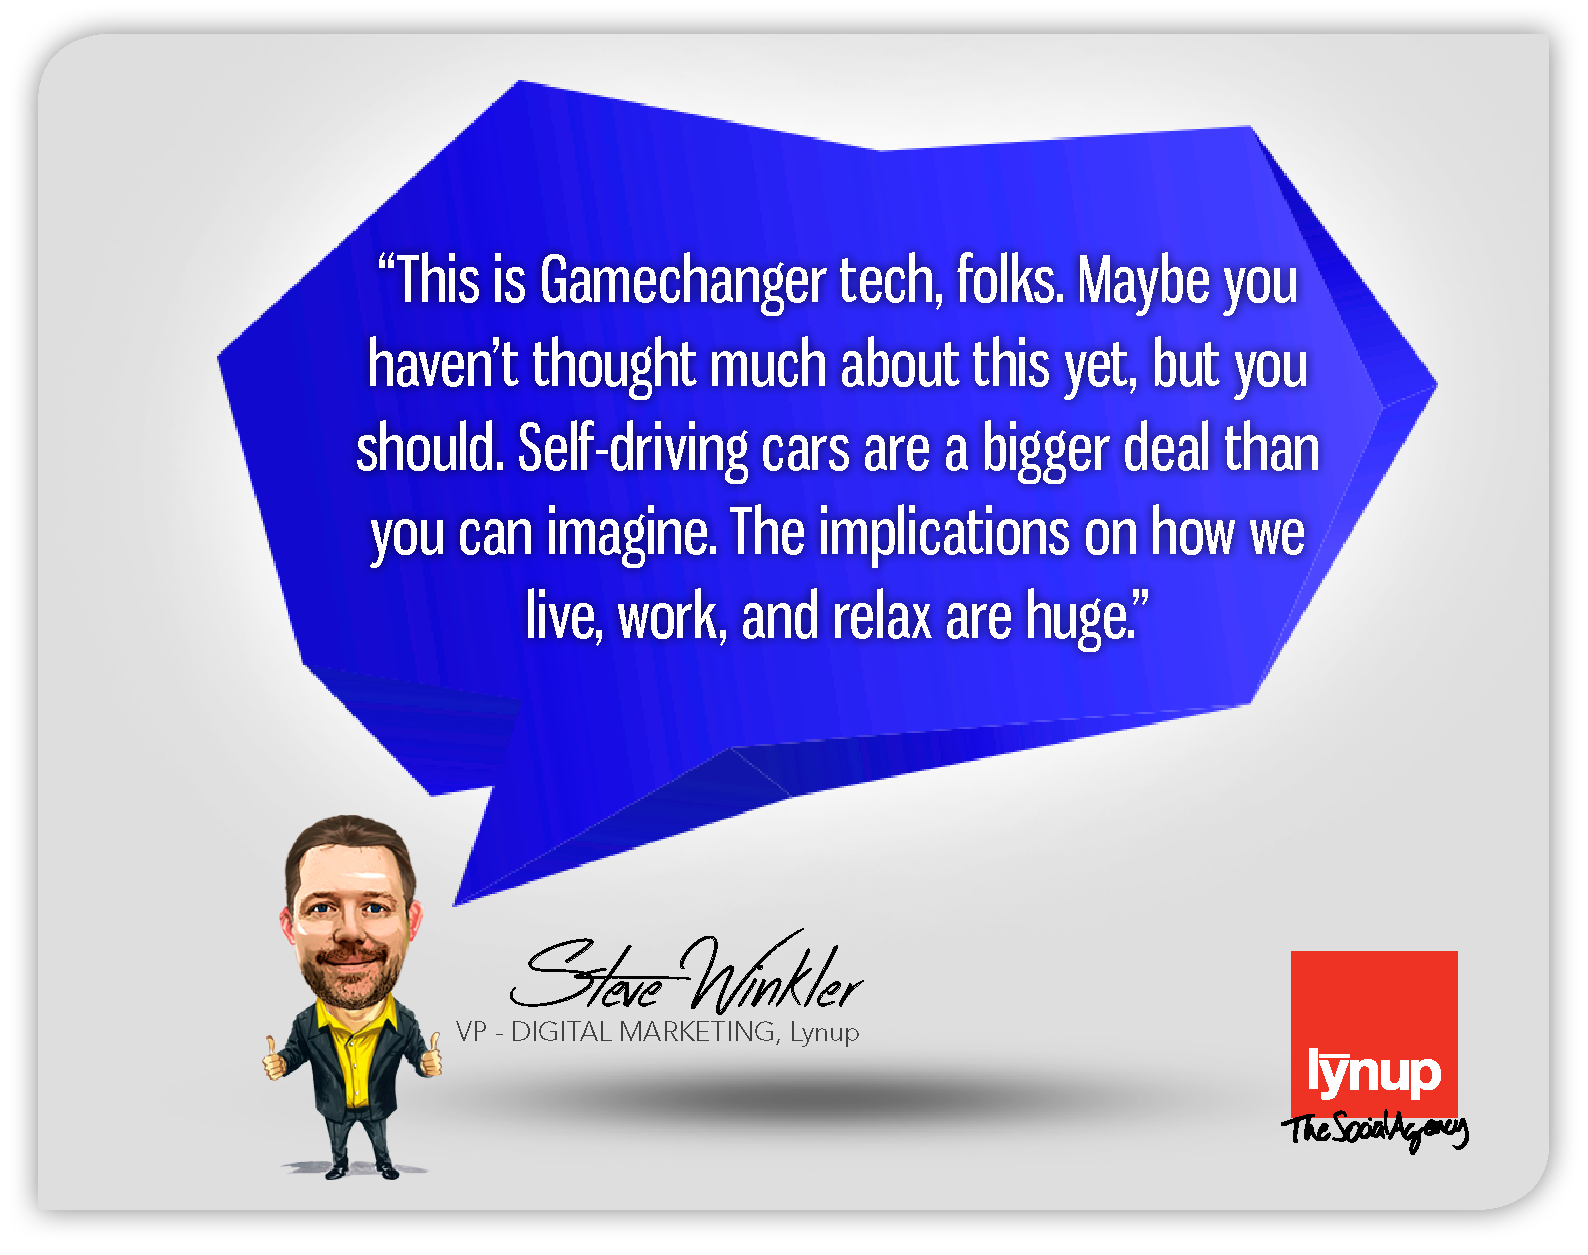 “This is Gamechanger tech, folks. Maybe you
haven’t thought much about this yet, but you
should. Self-driving cars are a bigger deal than
you can imagine. The implications on how we
live, work, and relax are huge.”
Steve Winkler
VP - DIGITAL MARKETING, Lynup
lynup
The Social Agency